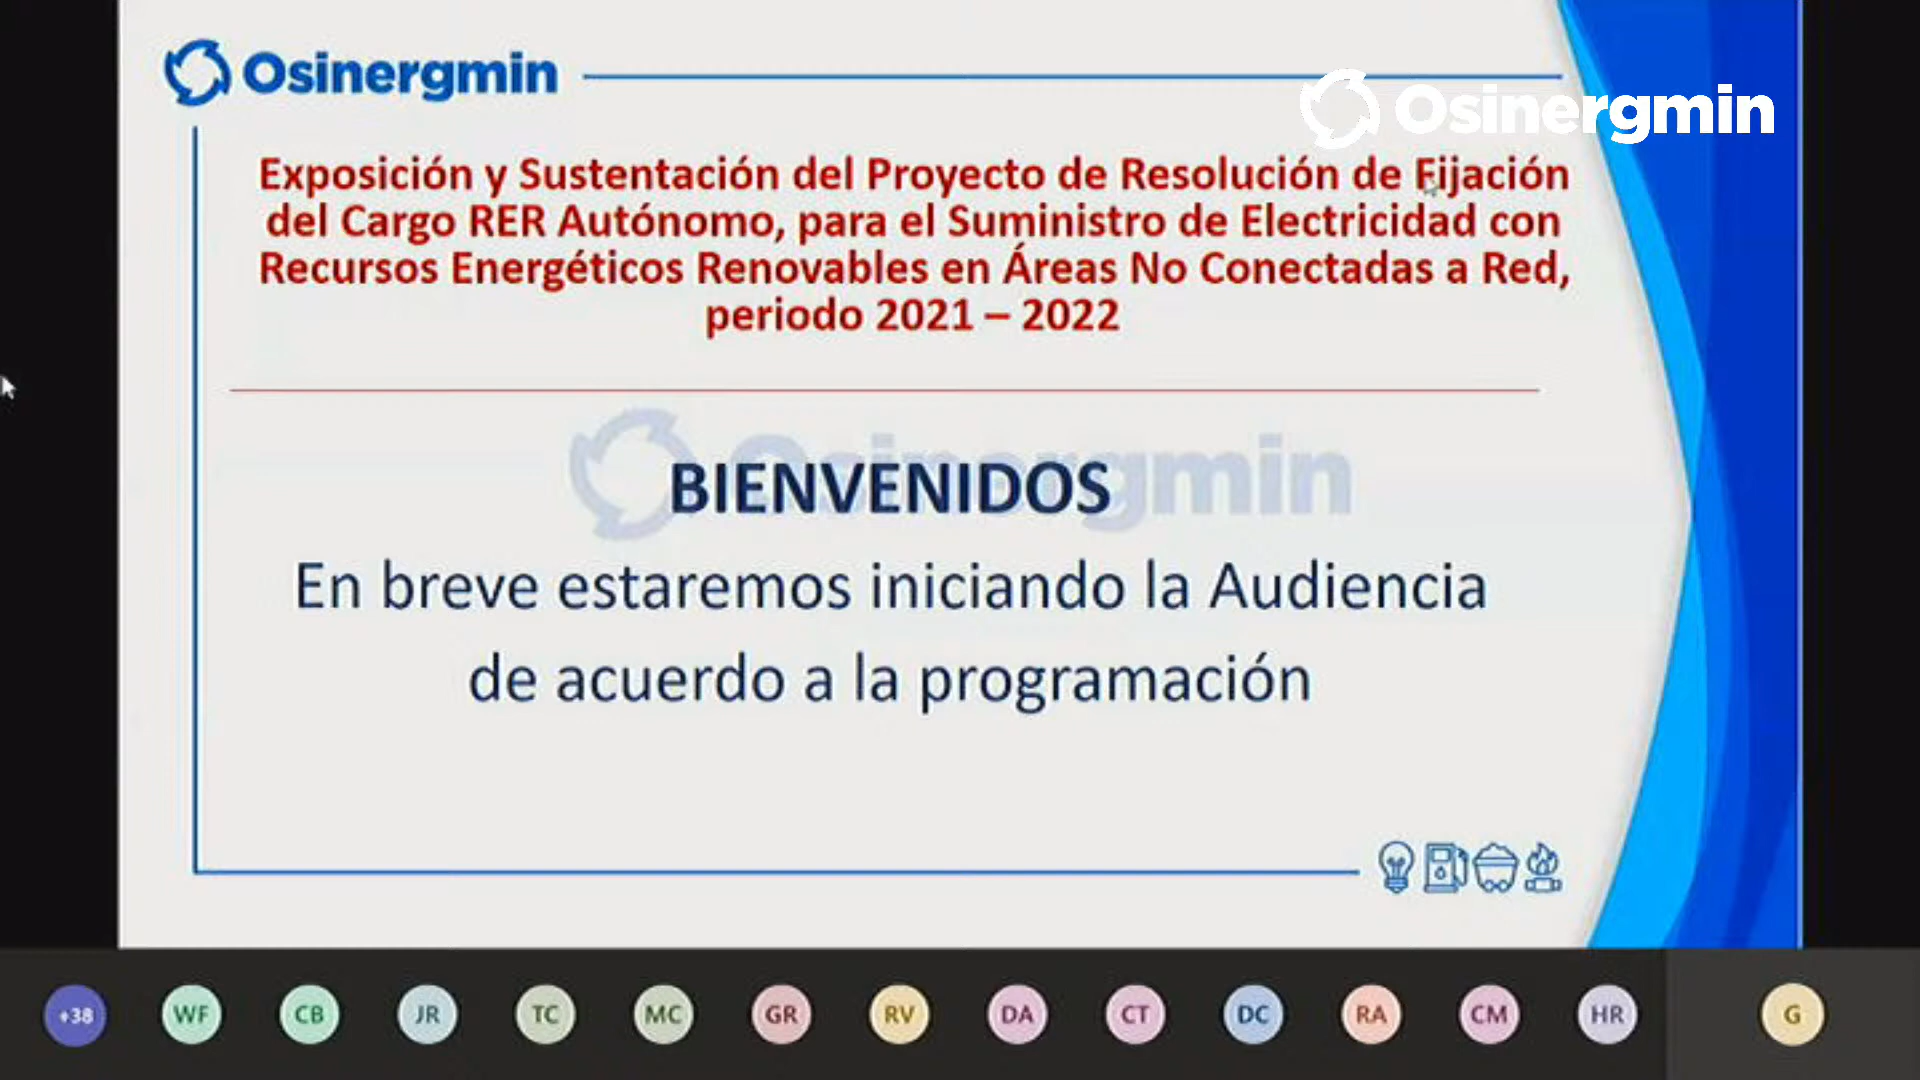 Osinergmin
Osinergmin
Exposición y Sustentación del Proyecto de Resolución de Fijación
del Cargo RER Autónomo, para el Suministro de Electricidad con
Recursos Energéticos Renovables en Áreas No Conectadas a Red,
periodo 2021 – 2022
Osinergmin
BIENVENIDOS
En breve estaremos iniciando la Audiencia
de acuerdo a la programación
+38 WF CB JR TC MC GR RV DA CT DC RA CM HR G